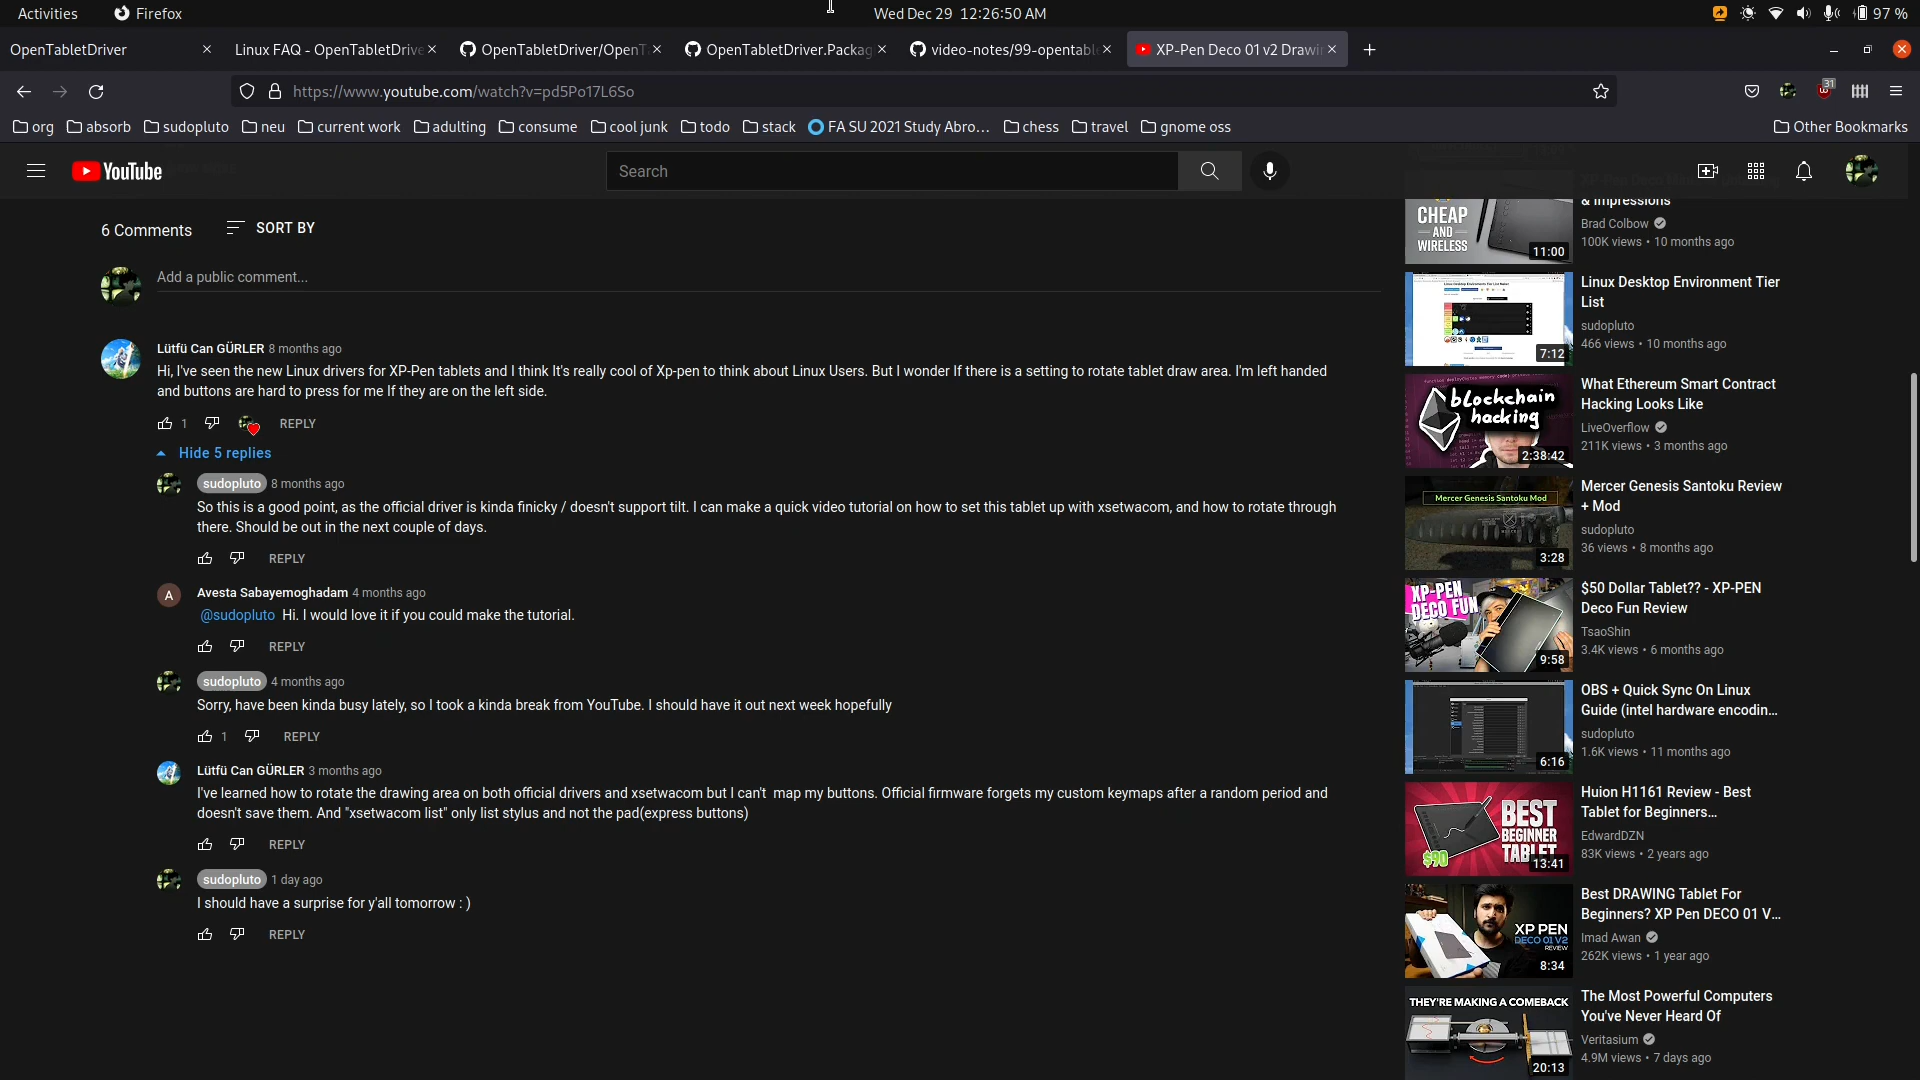 Activities
Firefox
Wed Dec 29 12:26:50 AM
97 %
OpenTabletDriver
Linux FAQ - OpenTabletDrive
OpenTabletDriver/OpenT
OpenTabletDriver.Packag
video-notes/99-opentabl
XP-Pen Deco 01 v2 Drawi
https://www.youtube.com/watch?v=pd5Po17L6So
31
org
absorb
sudopluto
neu
current work
adulting
consume
cool junk
todo
stack
FA SU 2021 Study Abro...
chess
travel
gnome oss
Other Bookmarks
YouTube
Search
6 Comments
SORT BY
Add a public comment...
Lütfü Can GÜRLER 8 months ago
Hi, I've seen the new Linux drivers for XP-Pen tablets and I think It's really cool of Xp-pen to think about Linux Users. But I wonder If there is a setting to rotate tablet draw area. I'm left handed
and buttons are hard to press for me If they are on the left side.
1
REPLY
Hide 5 replies
sudopluto 8 months ago
So this is a good point, as the official driver is kinda finicky / doesn't support tilt. I can make a quick video tutorial on how to set this tablet up with xsetwacom, and how to rotate through
there. Should be out in the next couple of days.
REPLY
A
Avesta Sabayemoghadam 4 months ago
@sudopluto Hi. I would love it if you could make the tutorial.
REPLY
sudopluto 4 months ago
Sorry, have been kinda busy lately, so I took a kinda break from YouTube. I should have it out next week hopefully
1
REPLY
Lütfü Can GÜRLER 3 months ago
I've learned how to rotate the drawing area on both official drivers and xsetwacom but I can't map my buttons. Official firmware forgets my custom keymaps after a random period and
doesn't save them. And "xsetwacom list" only list stylus and not the pad(express buttons)
REPLY
sudopluto 1 day ago
I should have a surprise for y'all tomorrow : )
REPLY
CHEAP
AND
WIRELESS
11:00
& Impressions
Brad Colbow
100K views • 10 months ago
7:12
Linux Desktop Environment Tier
List
sudopluto
466 views • 10 months ago
blockchain
hacking
2:38:42
What Ethereum Smart Contract
Hacking Looks Like
LiveOverflow
211K views • 3 months ago
Mercer Genesis Santoku Mod
3:28
Mercer Genesis Santoku Review
+ Mod
sudopluto
36 views • 8 months ago
XP-PEN
DECO FUN
9:58
$50 Dollar Tablet?? - XP-PEN
Deco Fun Review
TsaoShin
3.4K views • 6 months ago
6:16
OBS + Quick Sync On Linux
Guide (intel hardware encodin...
sudopluto
1.6K views • 11 months ago
BEST
BEGINNER
TABLET
$90
13:41
Huion H1161 Review - Best
Tablet for Beginners...
EdwardDZN
83K views • 2 years ago
XP PEN
DECO 01 V2
REVIEW
8:34
Best DRAWING Tablet For
Beginners? XP Pen DECO 01 V...
Imad Awan
262K views • 1 year ago
THEY'RE MAKING A COMEBACK
20:13
The Most Powerful Computers
You've Never Heard Of
Veritasium
4.9M views • 7 days ago